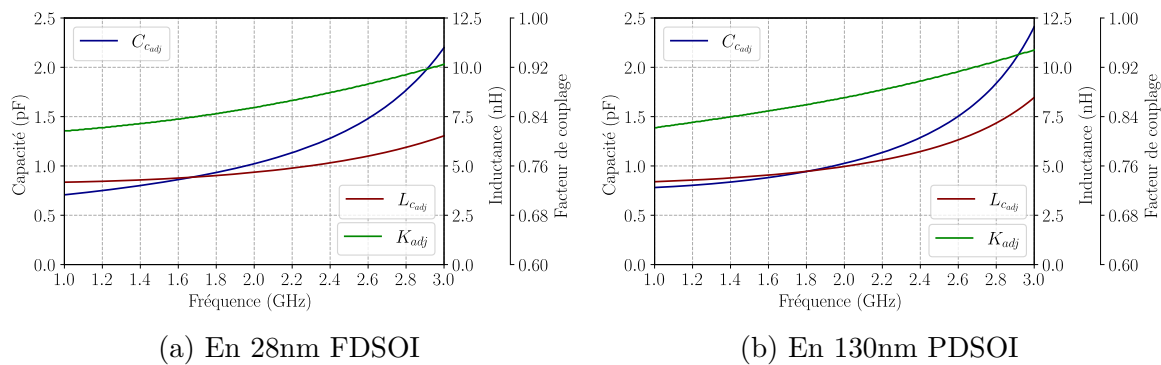 2.5 2.0 1.5 1.0 0.5 0.0
Capacité (pF)
1.0 1.2 1.4 1.6 1.8 2.0 2.2 2.4 2.6 2.8 3.0
Fréquence (GHz)
12.5 10.0 7.5 5.0 2.5 0.0
Inductance (nH)
1.00 0.92 0.84 0.76 0.68 0.60
Facteur de couplage
C_{c_{adj}}
L_{c_{adj}}
K_{adj}
(a) En 28nm FDSOI
2.5 2.0 1.5 1.0 0.5 0.0
Capacité (pF)
1.0 1.2 1.4 1.6 1.8 2.0 2.2 2.4 2.6 2.8 3.0
Fréquence (GHz)
12.5 10.0 7.5 5.0 2.5 0.0
Inductance (nH)
1.00 0.92 0.84 0.76 0.68 0.60
Facteur de couplage
C_{c_{adj}}
L_{c_{adj}}
K_{adj}
(b) En 130nm PDSOI